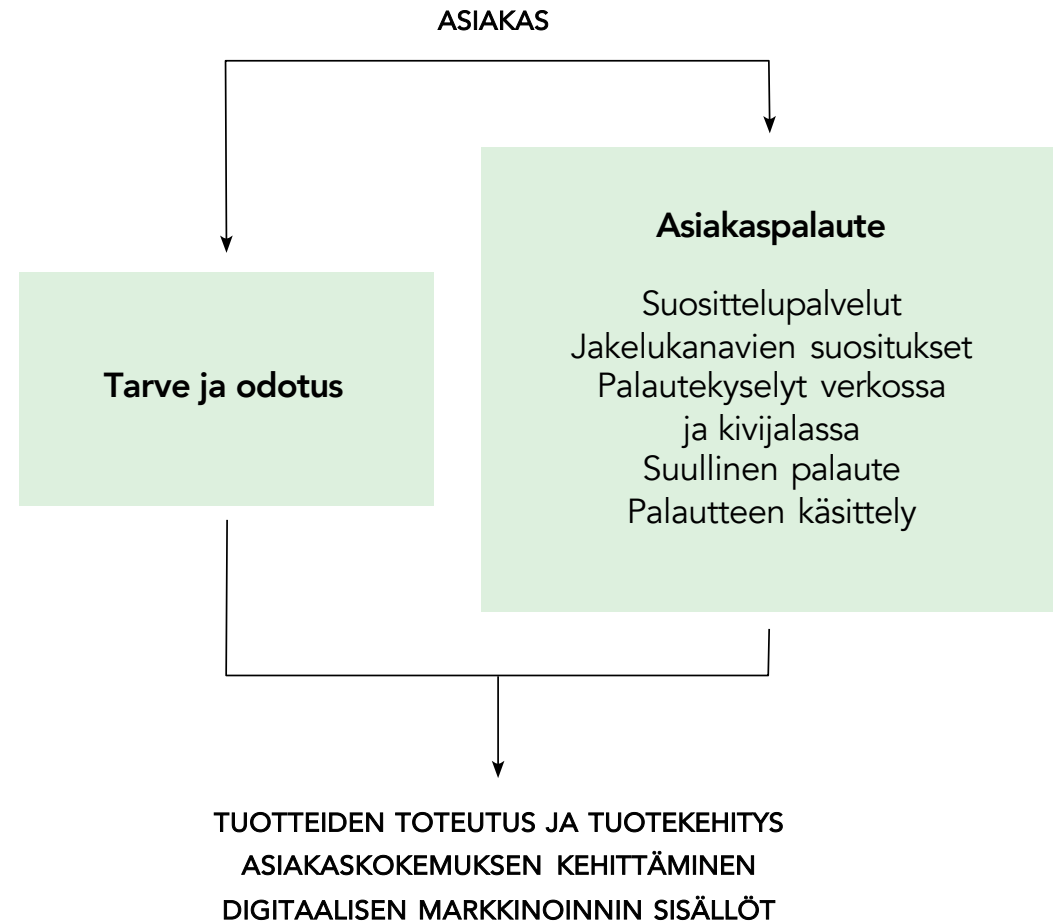 ASIAKAS
Tarve ja odotus
Asiakaspalaute
Suosittelupalvelut
Jakelukanavien suositukset
Palautekyselyt verkossa
ja kivijalassa
Suullinen palaute
Palautteen käsittely
TUOTTEIDEN TOTEUTUS JA TUOTEKEHITYS
ASIAKASKOKEMUKSEN KEHITTÄMINEN
DIGITAALISEN MARKKINOINNIN SISÄLLÖT